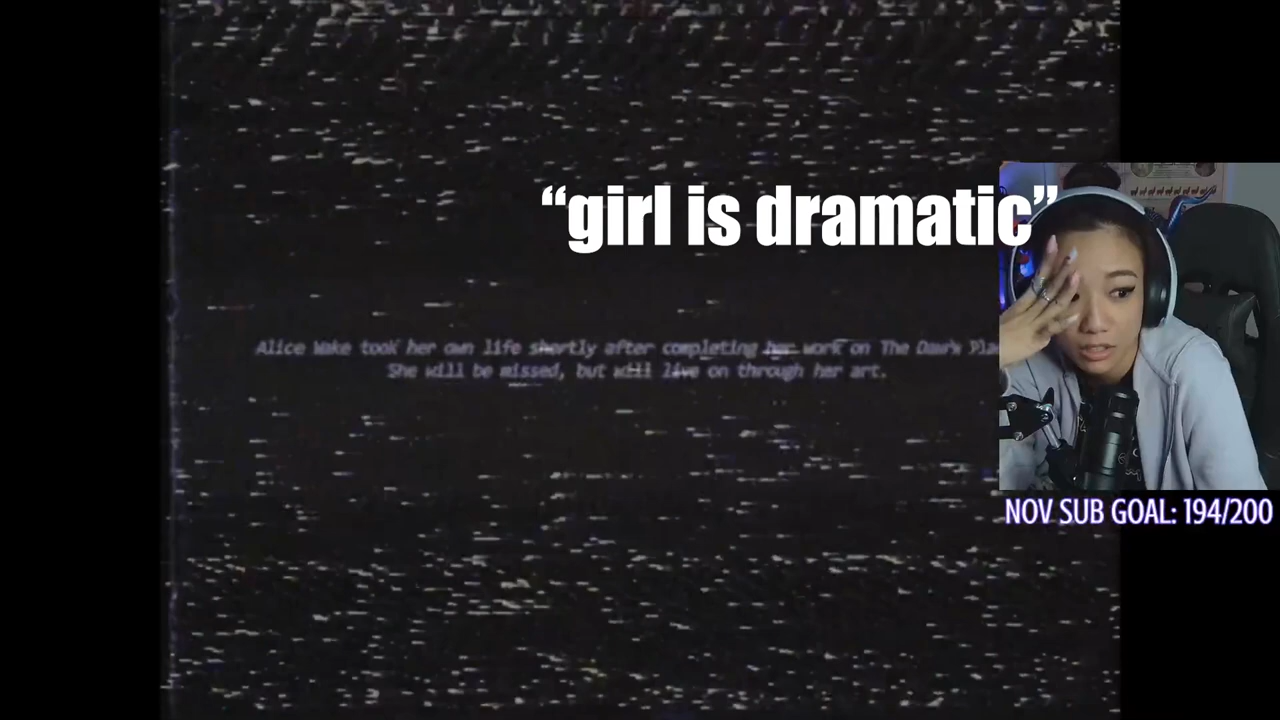 “girl is dramatic”
Alice Wake took her own life shortly after completing her work on The Dark
She will be missed, but will live on through her art.
NOV SUB GOAL: 194/200